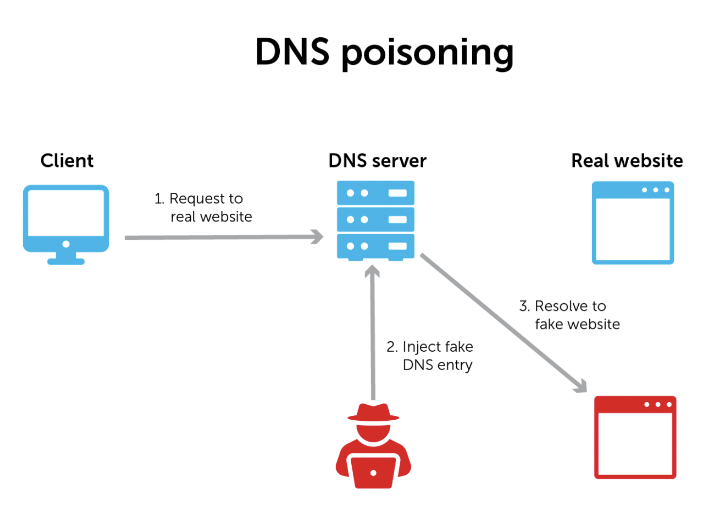 DNS poisoning
Client
DNS server
Real website
1. Request to
real website
2. Inject fake
DNS entry
3. Resolve to
fake website